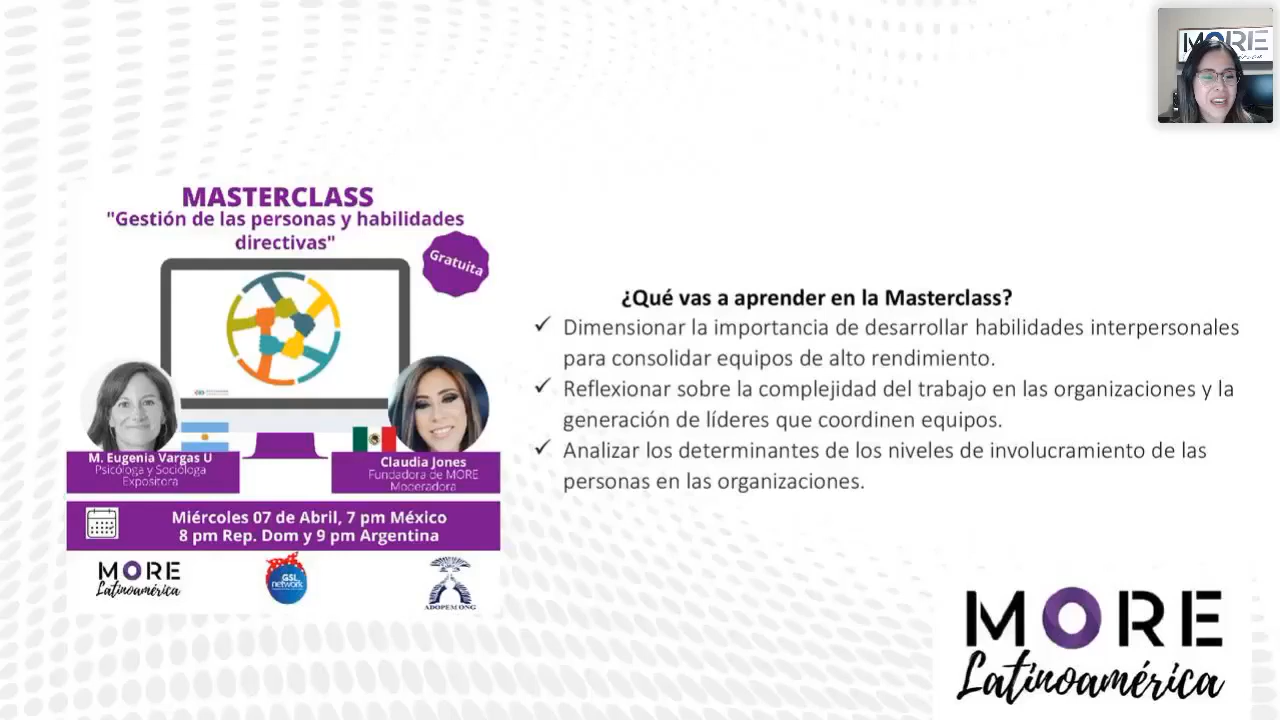 MORE
MASTERCLASS
"Gestión de las personas y habilidades
directivas"
Gratuita
M. Eugenia Vargas U
Psicóloga y Socióloga
Expositora
Claudia Jones
Fundadora de MORE
Moderadora
Miércoles 07 de Abril, 7 pm México
8 pm Rep. Dom y 9 pm Argentina
MORE
Latinoamérica
GSL
network
ADOPEM ONG
¿Qué vas a aprender en la Masterclass?
✓ Dimensionar la importancia de desarrollar habilidades interpersonales
para consolidar equipos de alto rendimiento.
✓ Reflexionar sobre la complejidad del trabajo en las organizaciones y la
generación de líderes que coordinen equipos.
✓ Analizar los determinantes de los niveles de involucramiento de las
personas en las organizaciones.
MORE
Latinoamérica